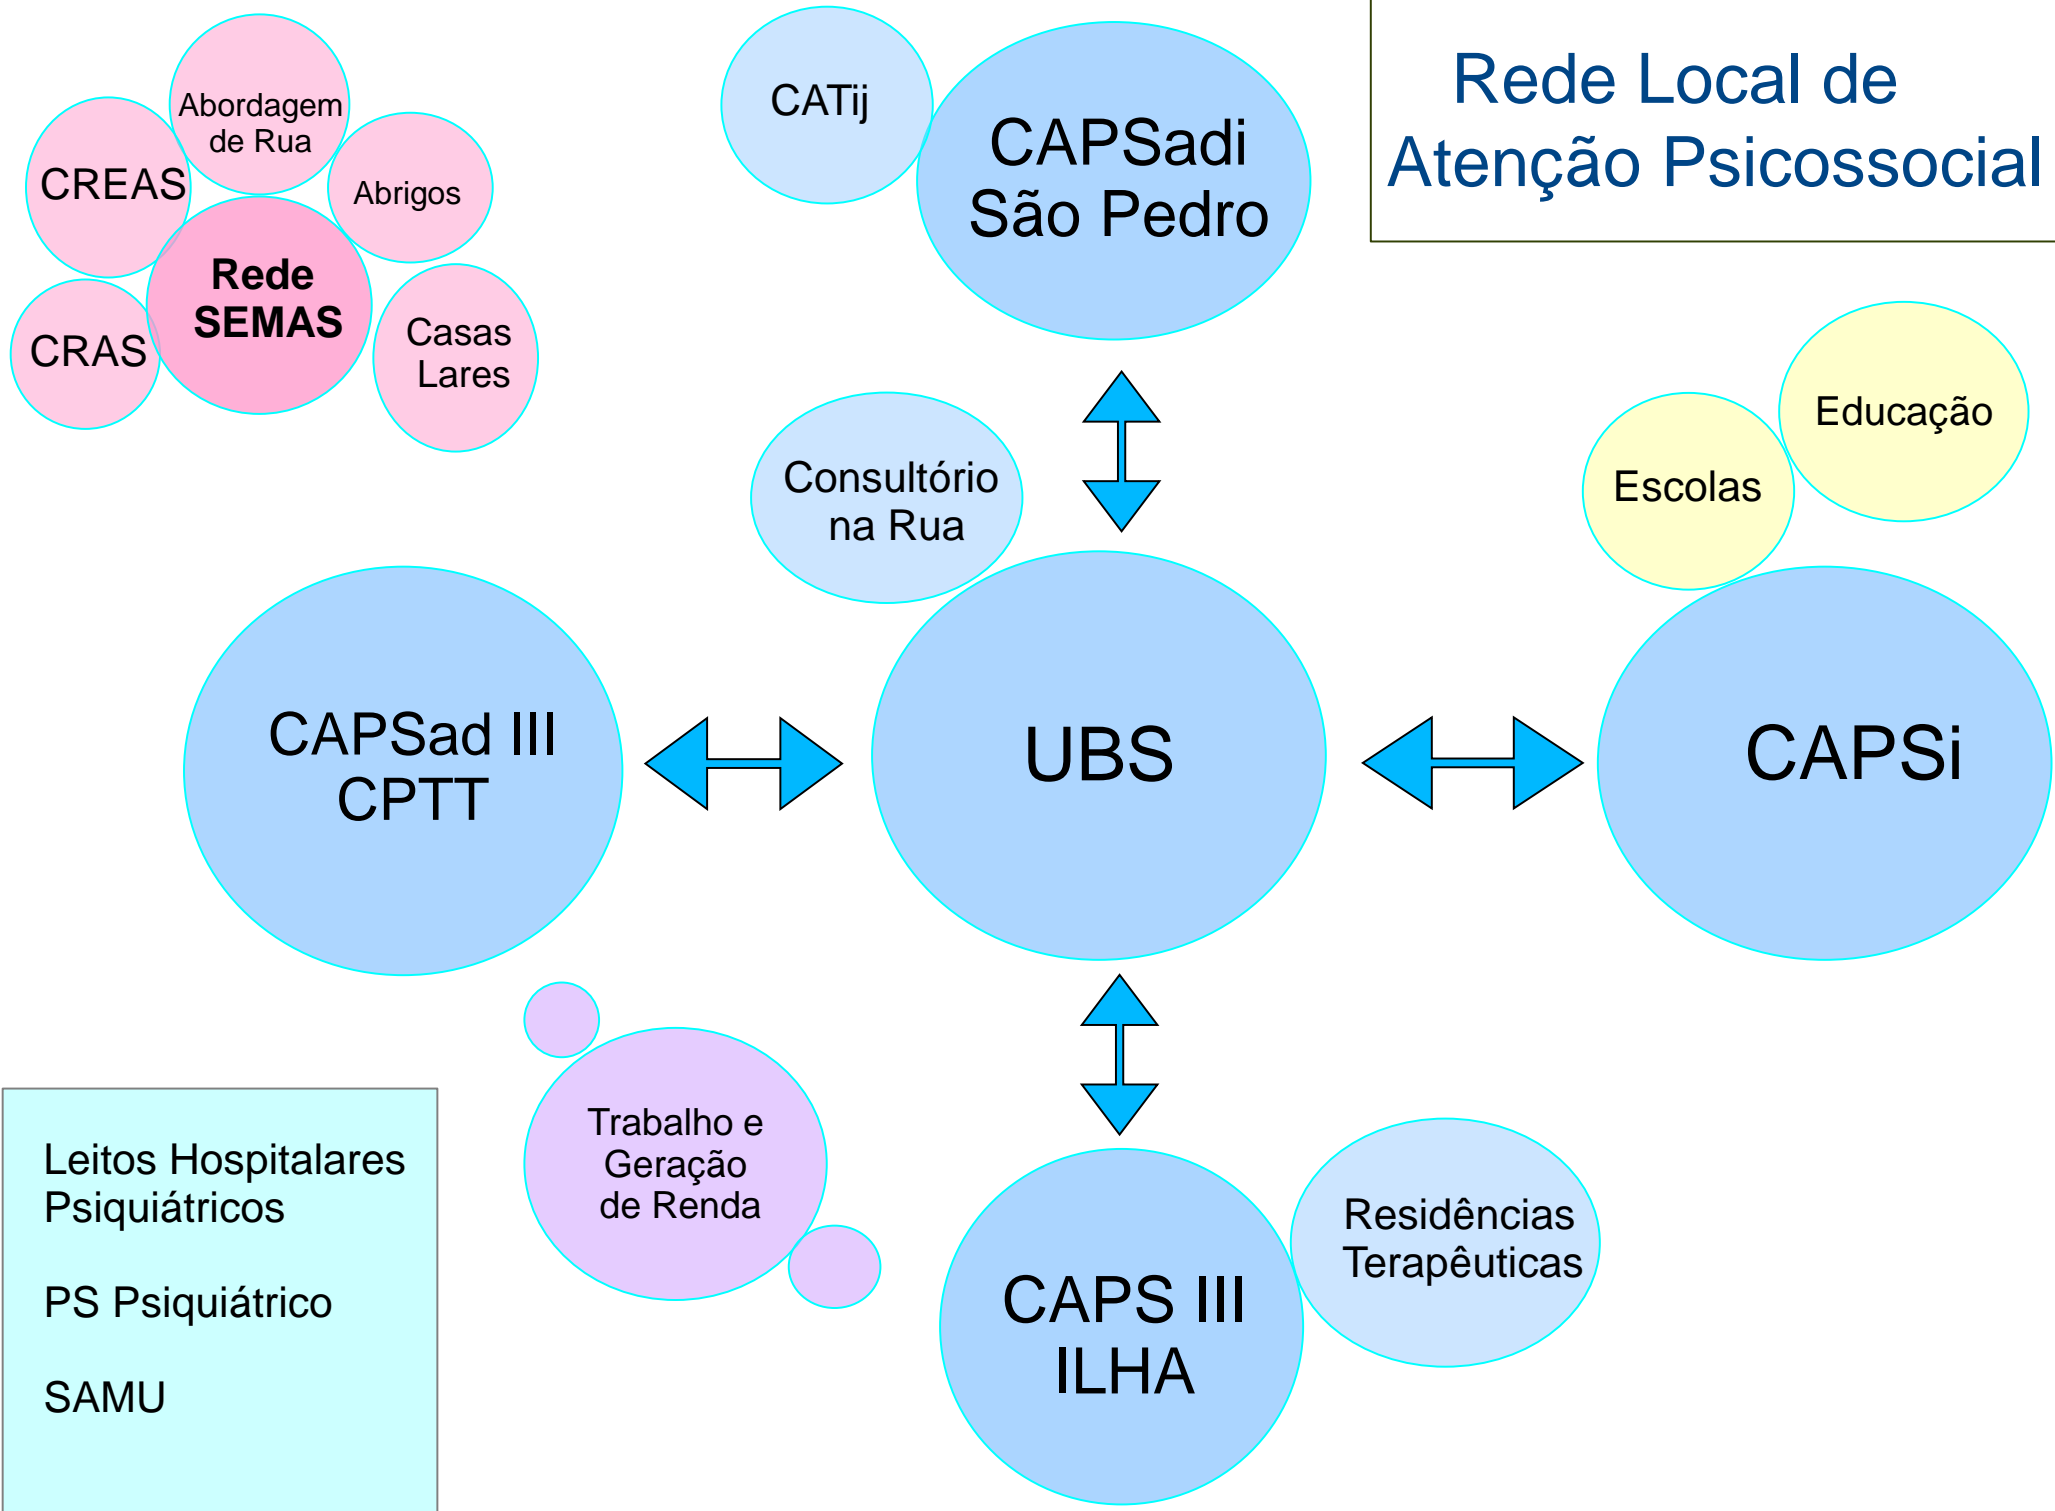 Rede Local de
Atenção Psicossocial
Abordagem
de Rua
CREAS
Abrigos
Rede
SEMAS
CRAS
Casas
Lares
CATij
CAPSadi
São Pedro
Educação
Escolas
Consultório
na Rua
CAPSad III
CPTT
UBS
CAPSi
Trabalho e
Geração
de Renda
Leitos Hospitalares
Psiquiátricos
PS Psiquiátrico
SAMU
CAPS III
ILHA
Residências
Terapêuticas